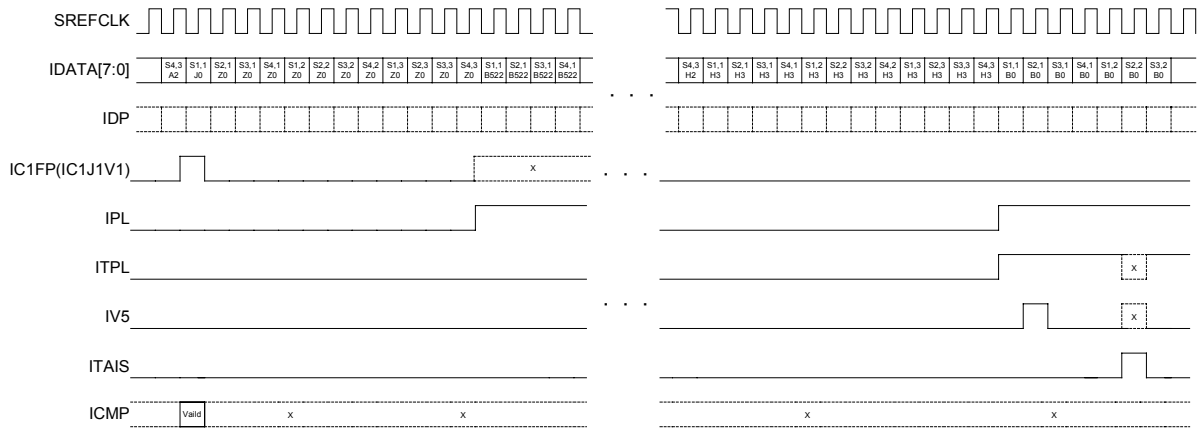 SREFCLK
IDATA[7:0]
S4,3 S1,1 S2,1 S3,1 S4,1 S1,2 S2,2 S3,2 S4,2 S1,3 S2,3 S3,3 S4,3 S1,1 S2,1 S3,1 S4,1
A2 J0 Z0 Z0 Z0 Z0 Z0 Z0 Z0 Z0 Z0 Z0 Z0 B522 B522 B522 B522
S4,3 S1,1 S2,1 S3,1 S4,1 S1,2 S2,2 S3,2 S4,2 S1,3 S2,3 S3,3 S4,3 S1,1 S2,1 S3,1 S4,1 S1,2 S2,2 S3,2
H2 H3 H3 H3 H3 H3 H3 H3 H3 H3 H3 H3 H3 B0 B0 B0 B0 B0 B0 B0
. . .
IDP
IC1FP(IC1J1V1) x . . .
IPL
ITPL x
IV5 . . . x
ITAIS
ICMP Vaild x x x x